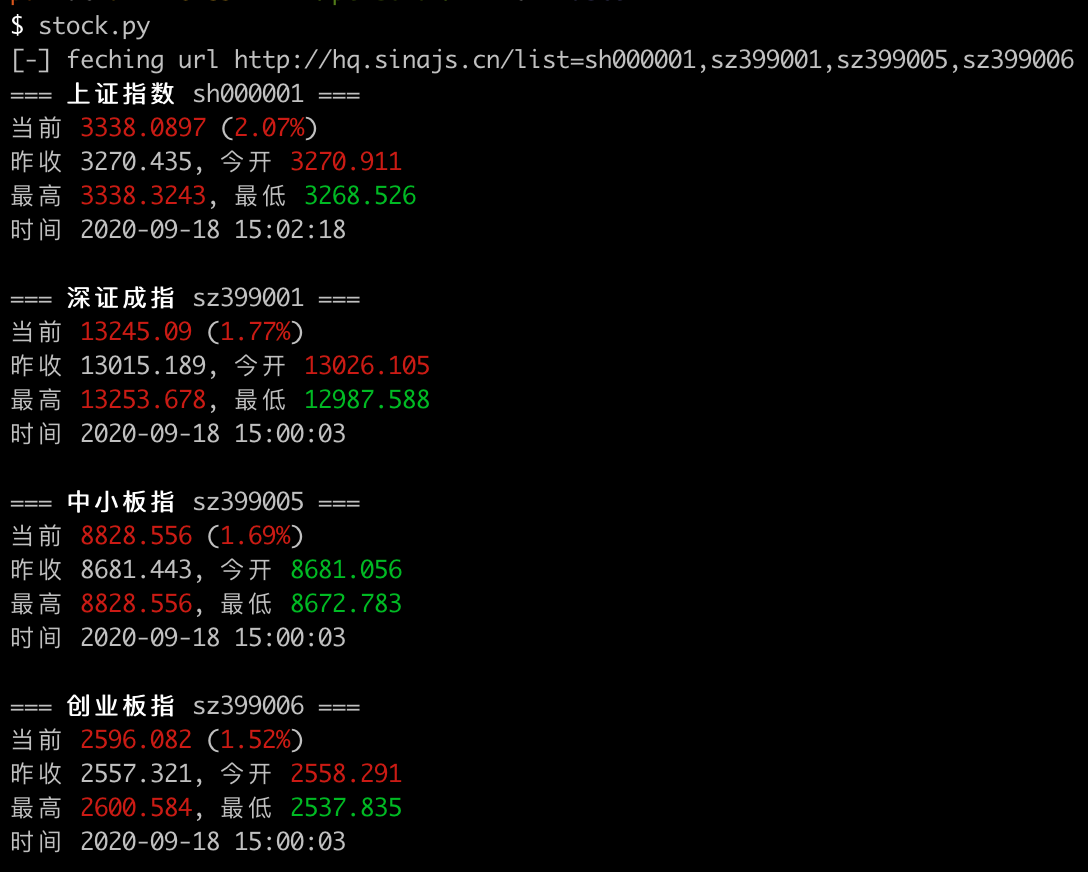 $ stock.py
[-] feching url http://hq.sinajs.cn/list=sh000001,sz399001,sz399005,sz399006
=== 上证指数 sh000001 ===
当前 3338.0897 (2.07%)
昨收 3270.435, 今开 3270.911
最高 3338.3243, 最低 3268.526
时间 2020-09-18 15:02:18
=== 深证成指 sz399001 ===
当前 13245.09 (1.77%)
昨收 13015.189, 今开 13026.105
最高 13253.678, 最低 12987.588
时间 2020-09-18 15:00:03
=== 中小板指 sz399005 ===
当前 8828.556 (1.69%)
昨收 8681.443, 今开 8681.056
最高 8828.556, 最低 8672.783
时间 2020-09-18 15:00:03
=== 创业板指 sz399006 ===
当前 2596.082 (1.52%)
昨收 2557.321, 今开 2558.291
最高 2600.584, 最低 2537.835
时间 2020-09-18 15:00:03